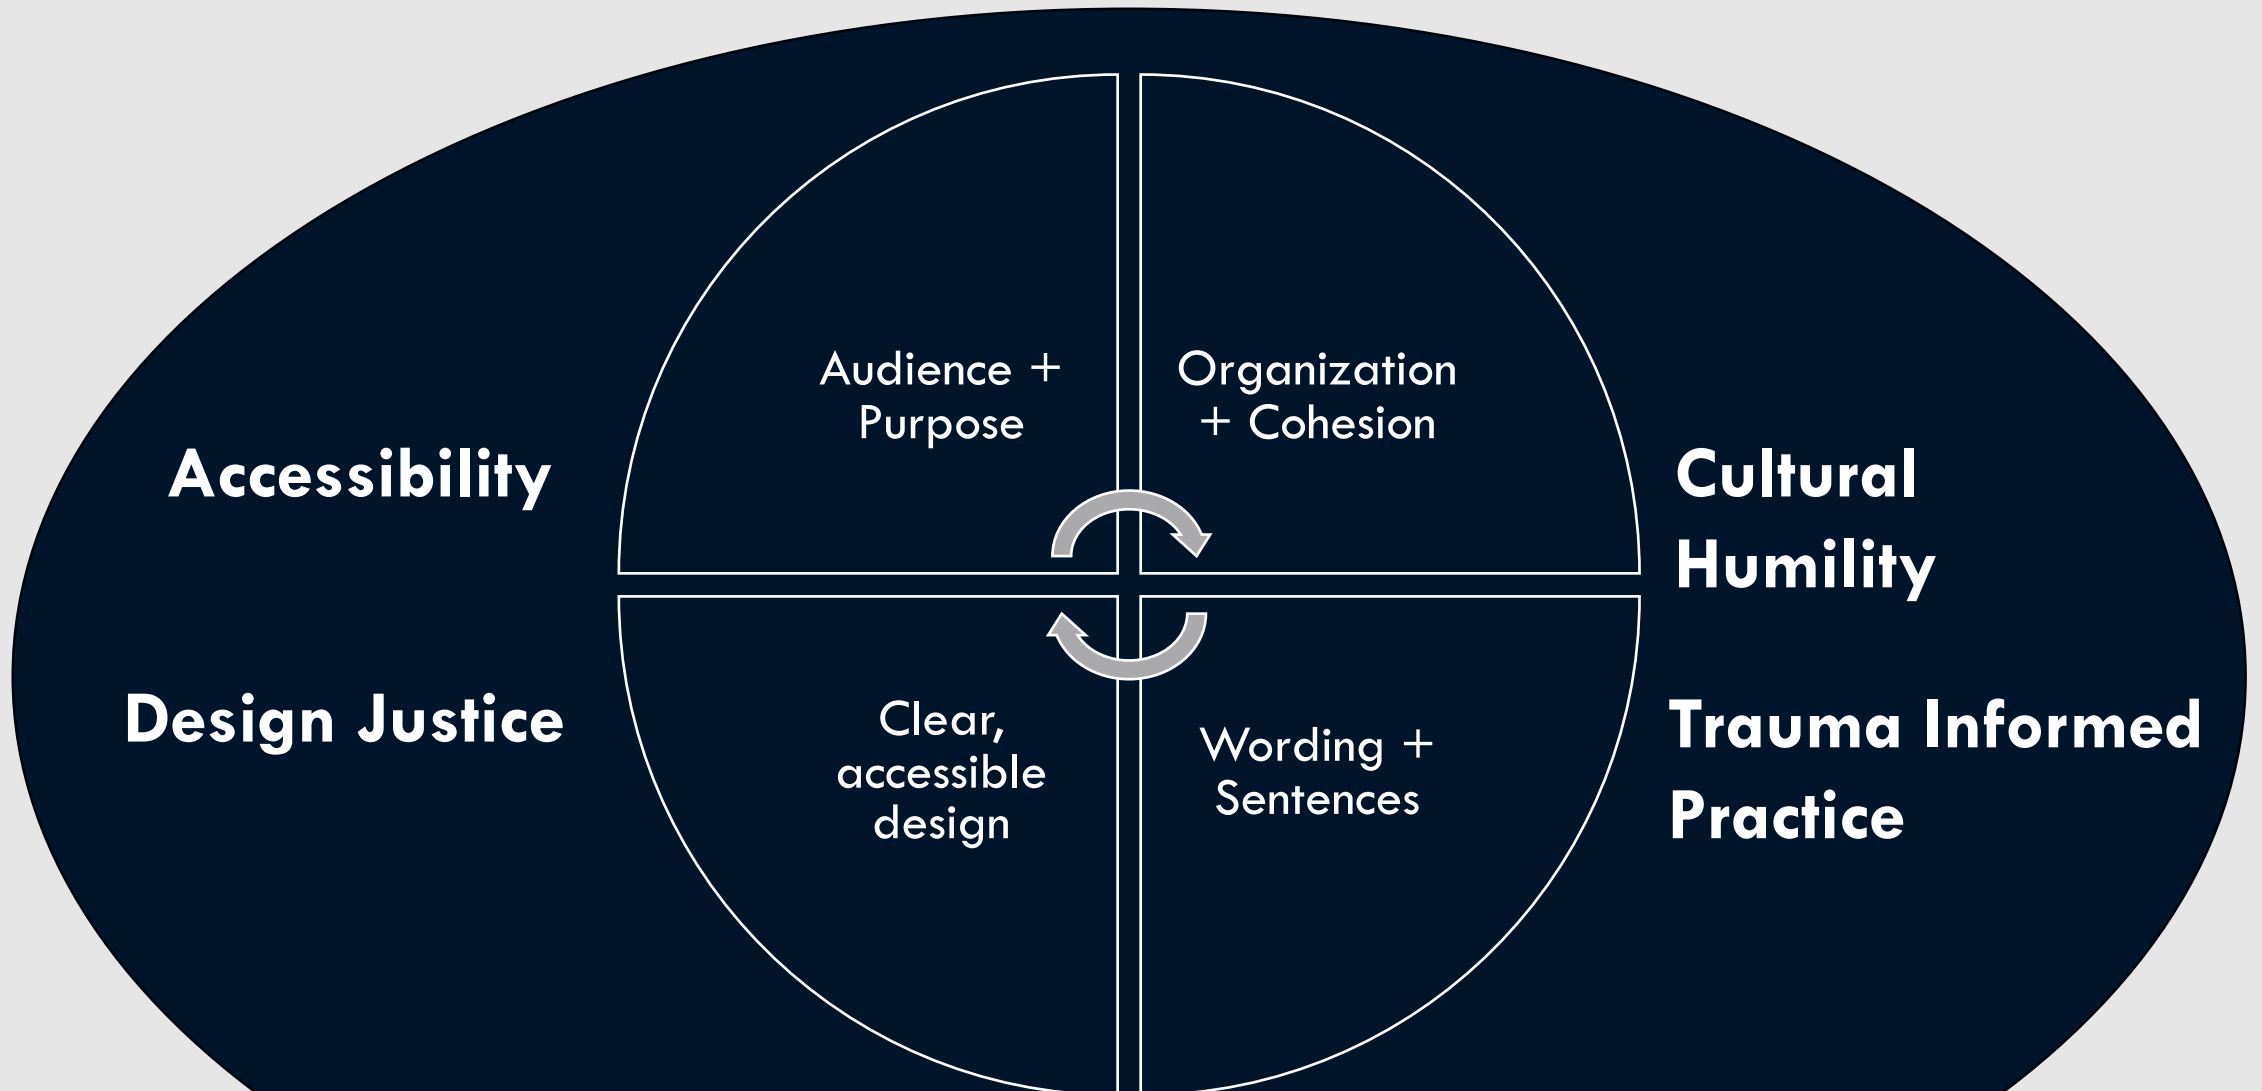 Audience +
Purpose
Organization
+ Cohesion
Accessibility
Cultural
Humility
Design Justice
Clear,
accessible
design
Wording +
Sentences
Trauma Informed
Practice